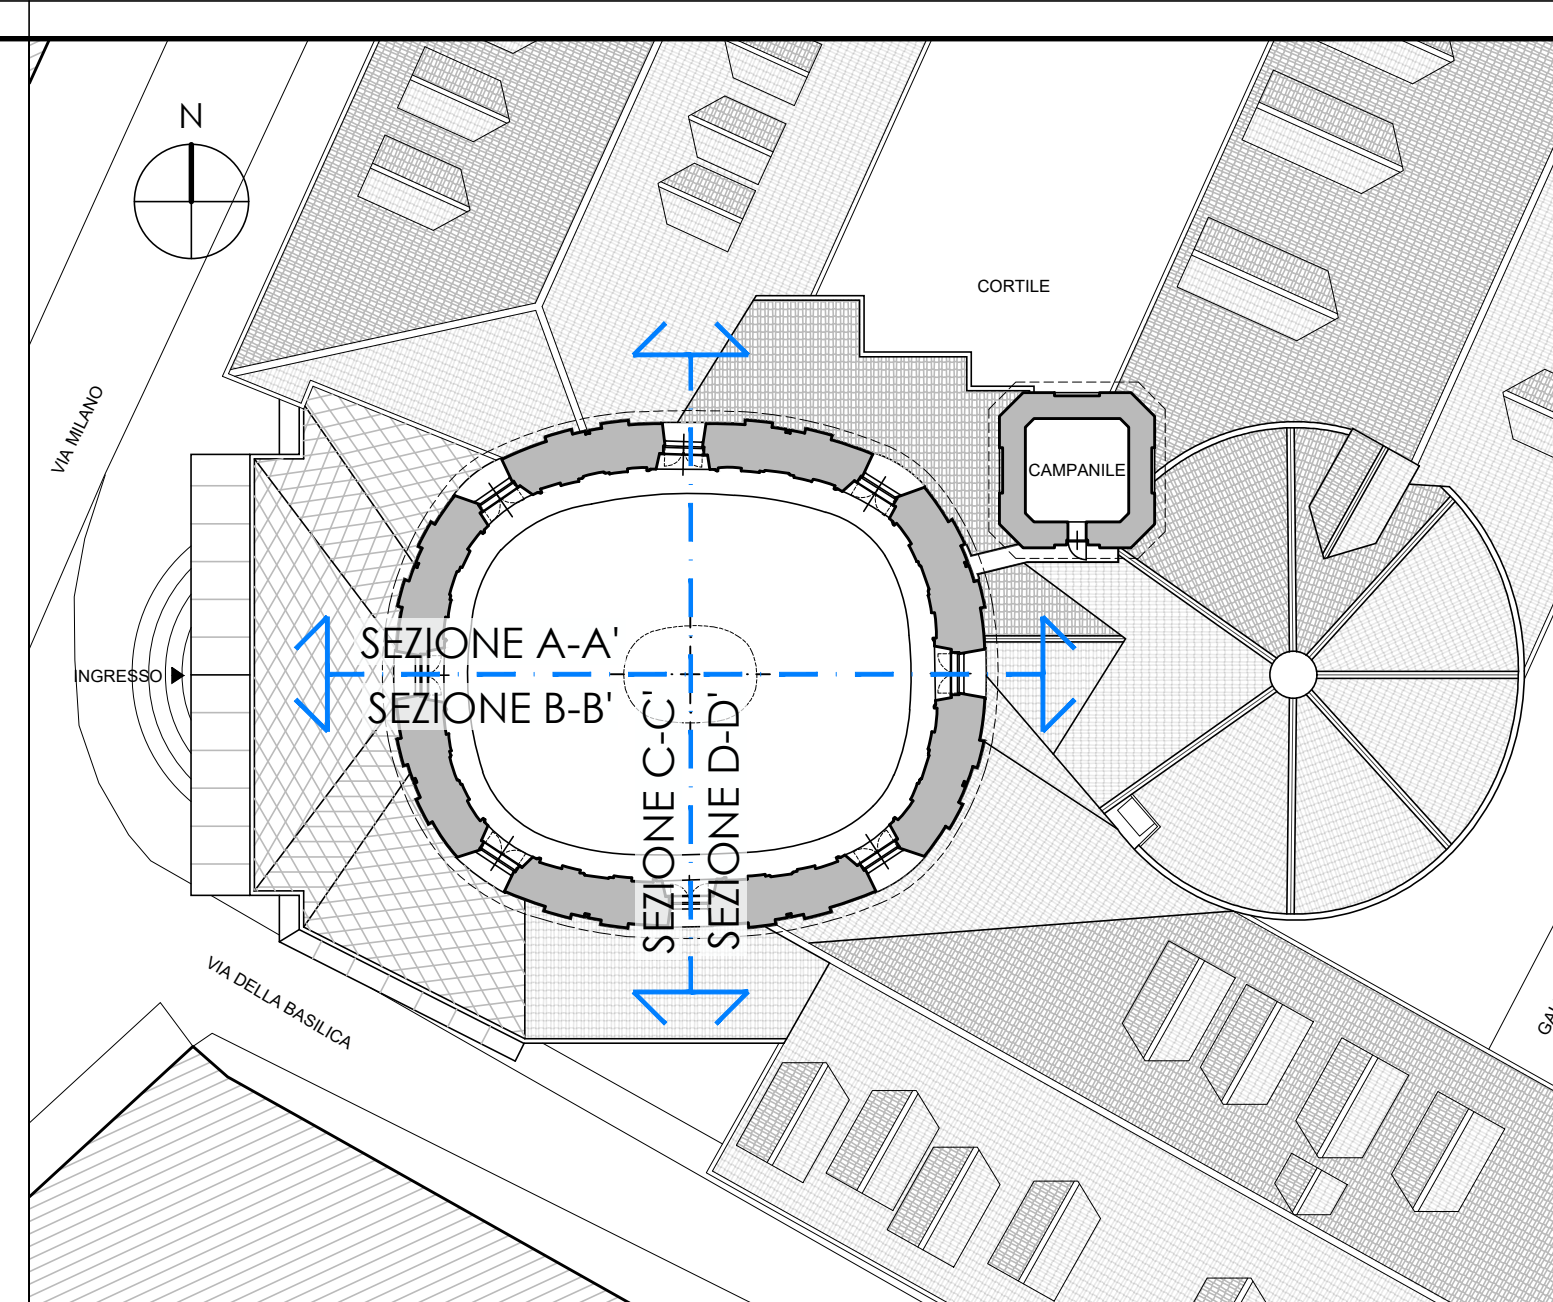 N
CORTILE
VIA MILANO
CAMPANILE
SEZIONE A-A'
INGRESSO
SEZIONE B-B'
SEZIONE C-C'
SEZIONE D-D'
VIA DELLA BASILICA